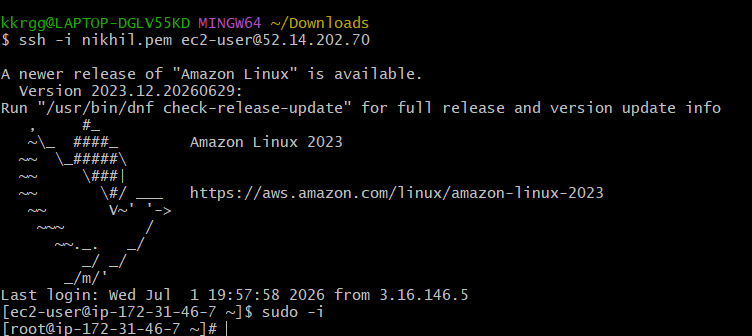 kkrgg@LAPTOP-DGLV55KD MINGW64 ~/Downloads
$ ssh -i nikhil.pem ec2-user@52.14.202.70

A newer release of "Amazon Linux" is available.
  Version 2023.12.20260629:
Run "/usr/bin/dnf check-release-update" for full release and version update info
   ,     #_
   ~\_  ####_        Amazon Linux 2023
  ~~  \_#####\
  ~~     \###|
  ~~       \#/ ___   https://aws.amazon.com/linux/amazon-linux-2023
   ~~       V~' '->
    ~~~         /
      ~~._.   _/
         _/ _/
       _/m/'
Last login: Wed Jul  1 19:57:58 2026 from 3.16.146.5
[ec2-user@ip-172-31-46-7 ~]$ sudo -i
[root@ip-172-31-46-7 ~]#